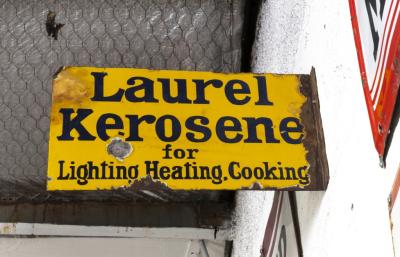 Laurel
Kerosene
for
Lighting, Heating, Cooking